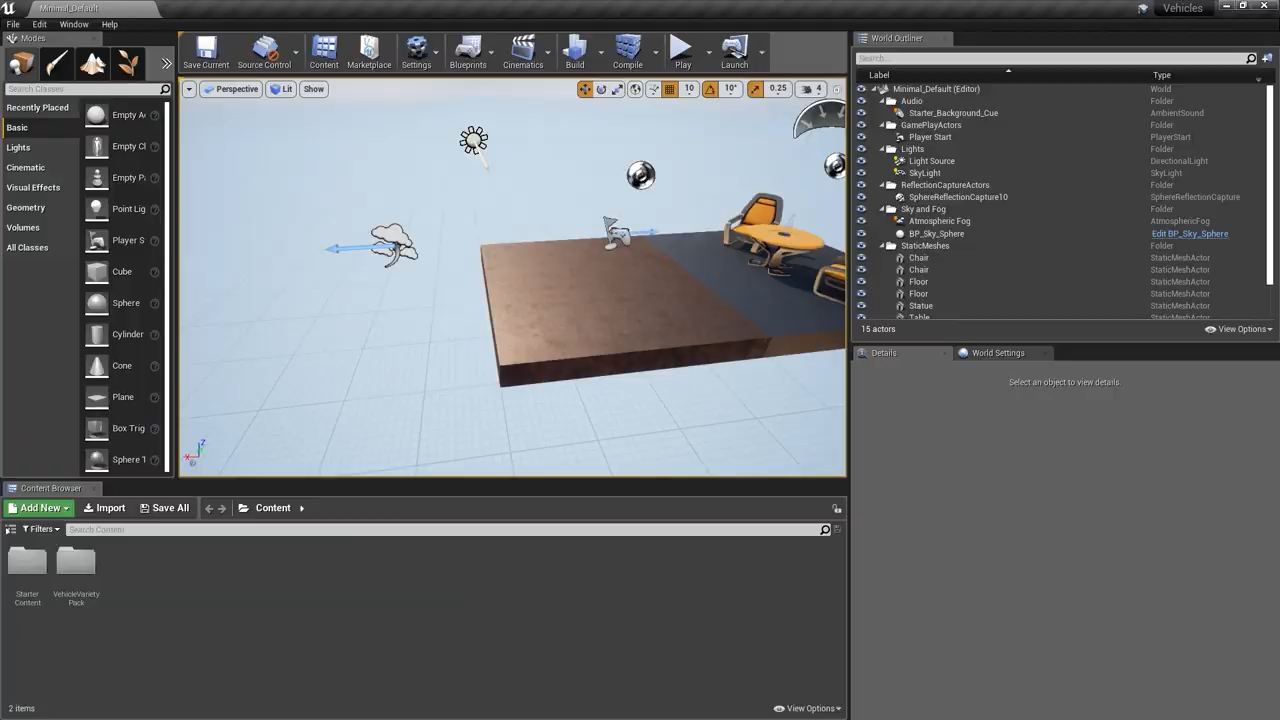 Minimal_Default
Vehicles
File Edit Window Help
Modes
Search Classes
Recently Placed
Basic
Lights
Cinematic
Visual Effects
Geometry
Volumes
All Classes
Empty A
Empty C
Empty P
Point Lig
Player S
Cube
Sphere
Cylinder
Cone
Plane
Box Trig
Sphere T
Save Current
Source Control
Content
Marketplace
Settings
Blueprints
Cinematics
Build
Compile
Play
Launch
Perspective
Lit
Show
10
10°
0.25
4
World Outliner
Search...
Label Type
Minimal_Default (Editor) World
Audio Folder
Starter_Background_Cue AmbientSound
GamePlayActors Folder
Player Start PlayerStart
Lights Folder
Light Source DirectionalLight
SkyLight SkyLight
ReflectionCaptureActors Folder
SphereReflectionCapture10 SphereReflectionCapture
Sky and Fog Folder
Atmospheric Fog AtmosphericFog
BP_Sky_Sphere Edit BP_Sky_Sphere
StaticMeshes Folder
Chair StaticMeshActor
Chair StaticMeshActor
Floor StaticMeshActor
Floor StaticMeshActor
Statue StaticMeshActor
Table StaticMeshActor
15 actors View Options
Details World Settings
Select an object to view details.
Z
X
Content Browser
Add New Import Save All Content
Filters Search Content
Starter
Content
VehicleVariety
Pack
2 items View Options